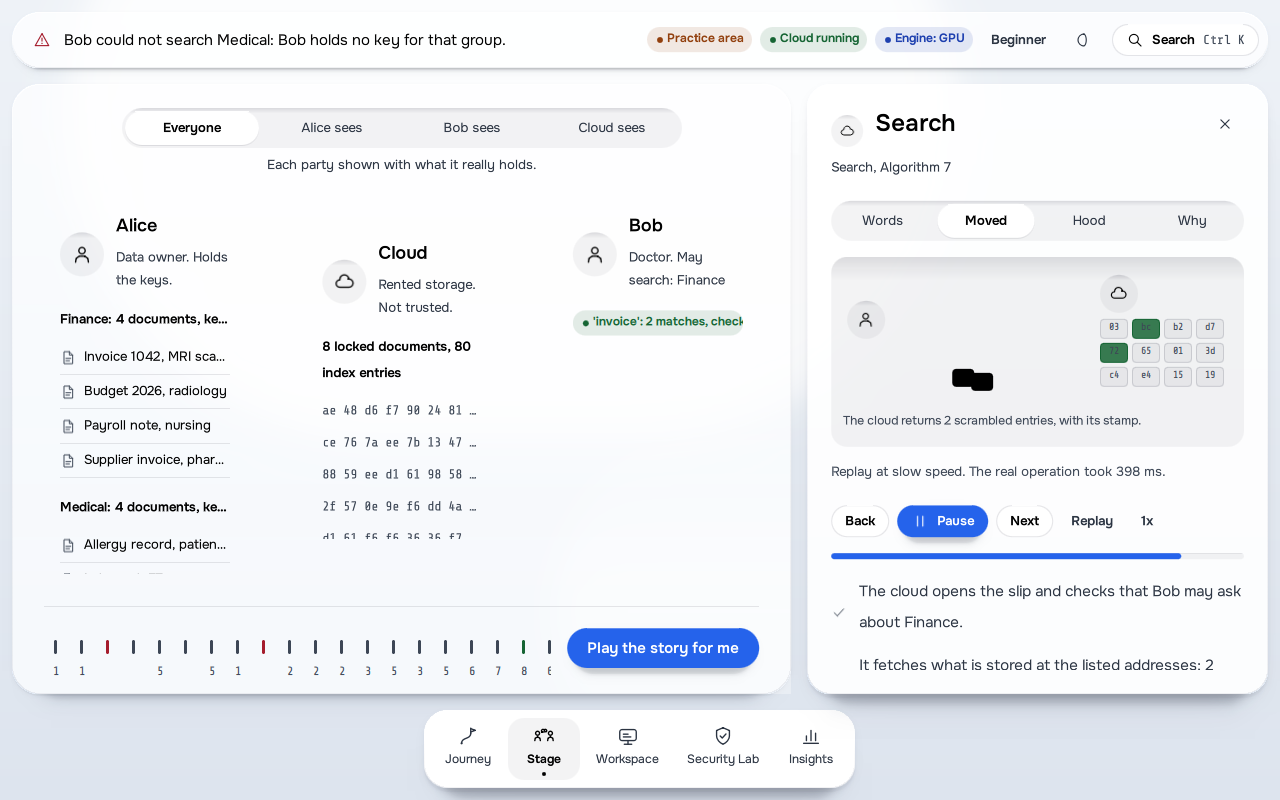 Bob could not search Medical: Bob holds no key for that group.
Practice area
Cloud running
Engine: GPU
Beginner
Search Ctrl K
Everyone
Alice sees
Bob sees
Cloud sees
Each party shown with what it really holds.
Alice
Data owner. Holds
the keys.
Finance: 4 documents, ke...
Invoice 1042, MRI sca...
Budget 2026, radiology
Payroll note, nursing
Supplier invoice, phar...
Medical: 4 documents, ke...
Allergy record, patien...
Cloud
Rented storage.
Not trusted.
8 locked documents, 80
index entries
ae 48 d6 f7 90 24 81 …
ce 76 7a ee 7b 13 47 …
88 59 ee d1 61 98 58 …
2f 57 0e 9e f6 dd 4a …
d1 61 f6 f6 36 36 f7
Bob
Doctor. May
search: Finance
'invoice': 2 matches, check
1 1 5 5 1 2 2 2 3 5 3 5 6 7 8
Play the story for me
Search
Search, Algorithm 7
Words
Moved
Hood
Why
03 bc b2 d7
72 65 01 3d
c4 e4 15 19
The cloud returns 2 scrambled entries, with its stamp.
Replay at slow speed. The real operation took 398 ms.
Back
Pause
Next
Replay
1x
The cloud opens the slip and checks that Bob may ask
about Finance.
It fetches what is stored at the listed addresses: 2
Journey
Stage
Workspace
Security Lab
Insights